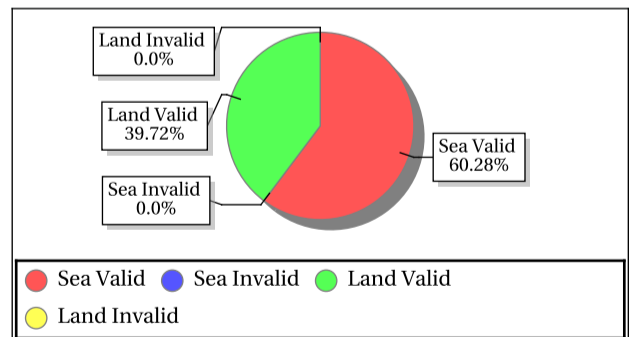 Land Invalid
0.0%
Land Valid
39.72%
Sea Valid
60.28%
Sea Invalid
0.0%
Sea Valid Sea Invalid Land Valid
Land Invalid